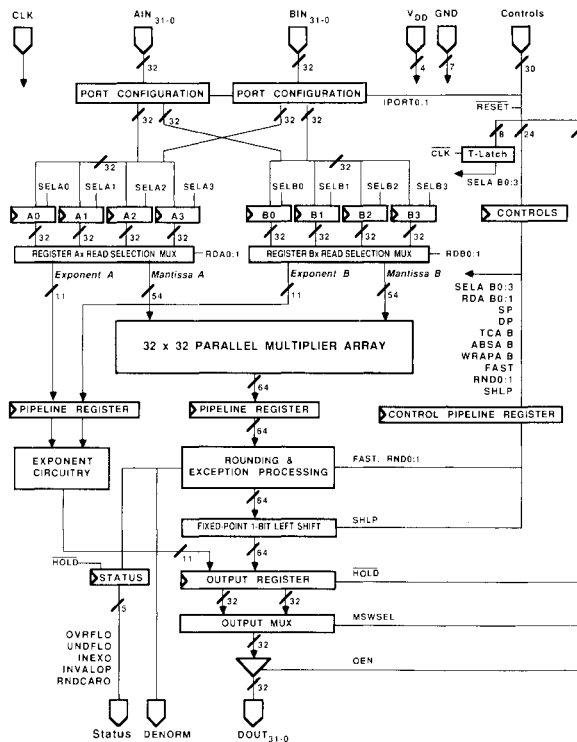 CLK
AIN31-0
BIN31-0
VDD GND
Controls
32
32
4
7
30
PORT CONFIGURATION
PORT CONFIGURATION
IPORT0.1
RESET
32
32
32
32
8
24
CLK
T-Latch
SELA B0:3
32
32
SELA0
SELA1
SELA2
SELA3
SELB0
SELB1
SELB2
SELB3
A0
A1
A2
A3
B0
B1
B2
B3
CONTROLS
32
32
32
32
32
32
32
32
REGISTER Ax READ SELECTION MUX
RDA0:1
REGISTER Bx READ SELECTION MUX
RDB0:1
Exponent A
Mantissa A
Exponent B
Mantissa B
11
54
11
54
SELA B0:3
RDA B0:1
SP
DP
TCA B
ABSA B
WRAPA B
FAST
RND0:1
SHLP
32 x 32 PARALLEL MULTIPLIER ARRAY
64
PIPELINE REGISTER
PIPELINE REGISTER
CONTROL PIPELINE REGISTER
64
EXPONENT
CIRCUITRY
ROUNDING &
EXCEPTION PROCESSING
FAST, RND0:1
64
FIXED-POINT 1-BIT LEFT SHIFT
SHLP
11
64
HOLD
STATUS
OUTPUT REGISTER
HOLD
5
32
32
OVRFLO
UNDFLO
INEXO
INVALOP
RNDCARO
OUTPUT MUX
MSWSEL
32
OEN
32
Status
DENORM
DOUT31-0